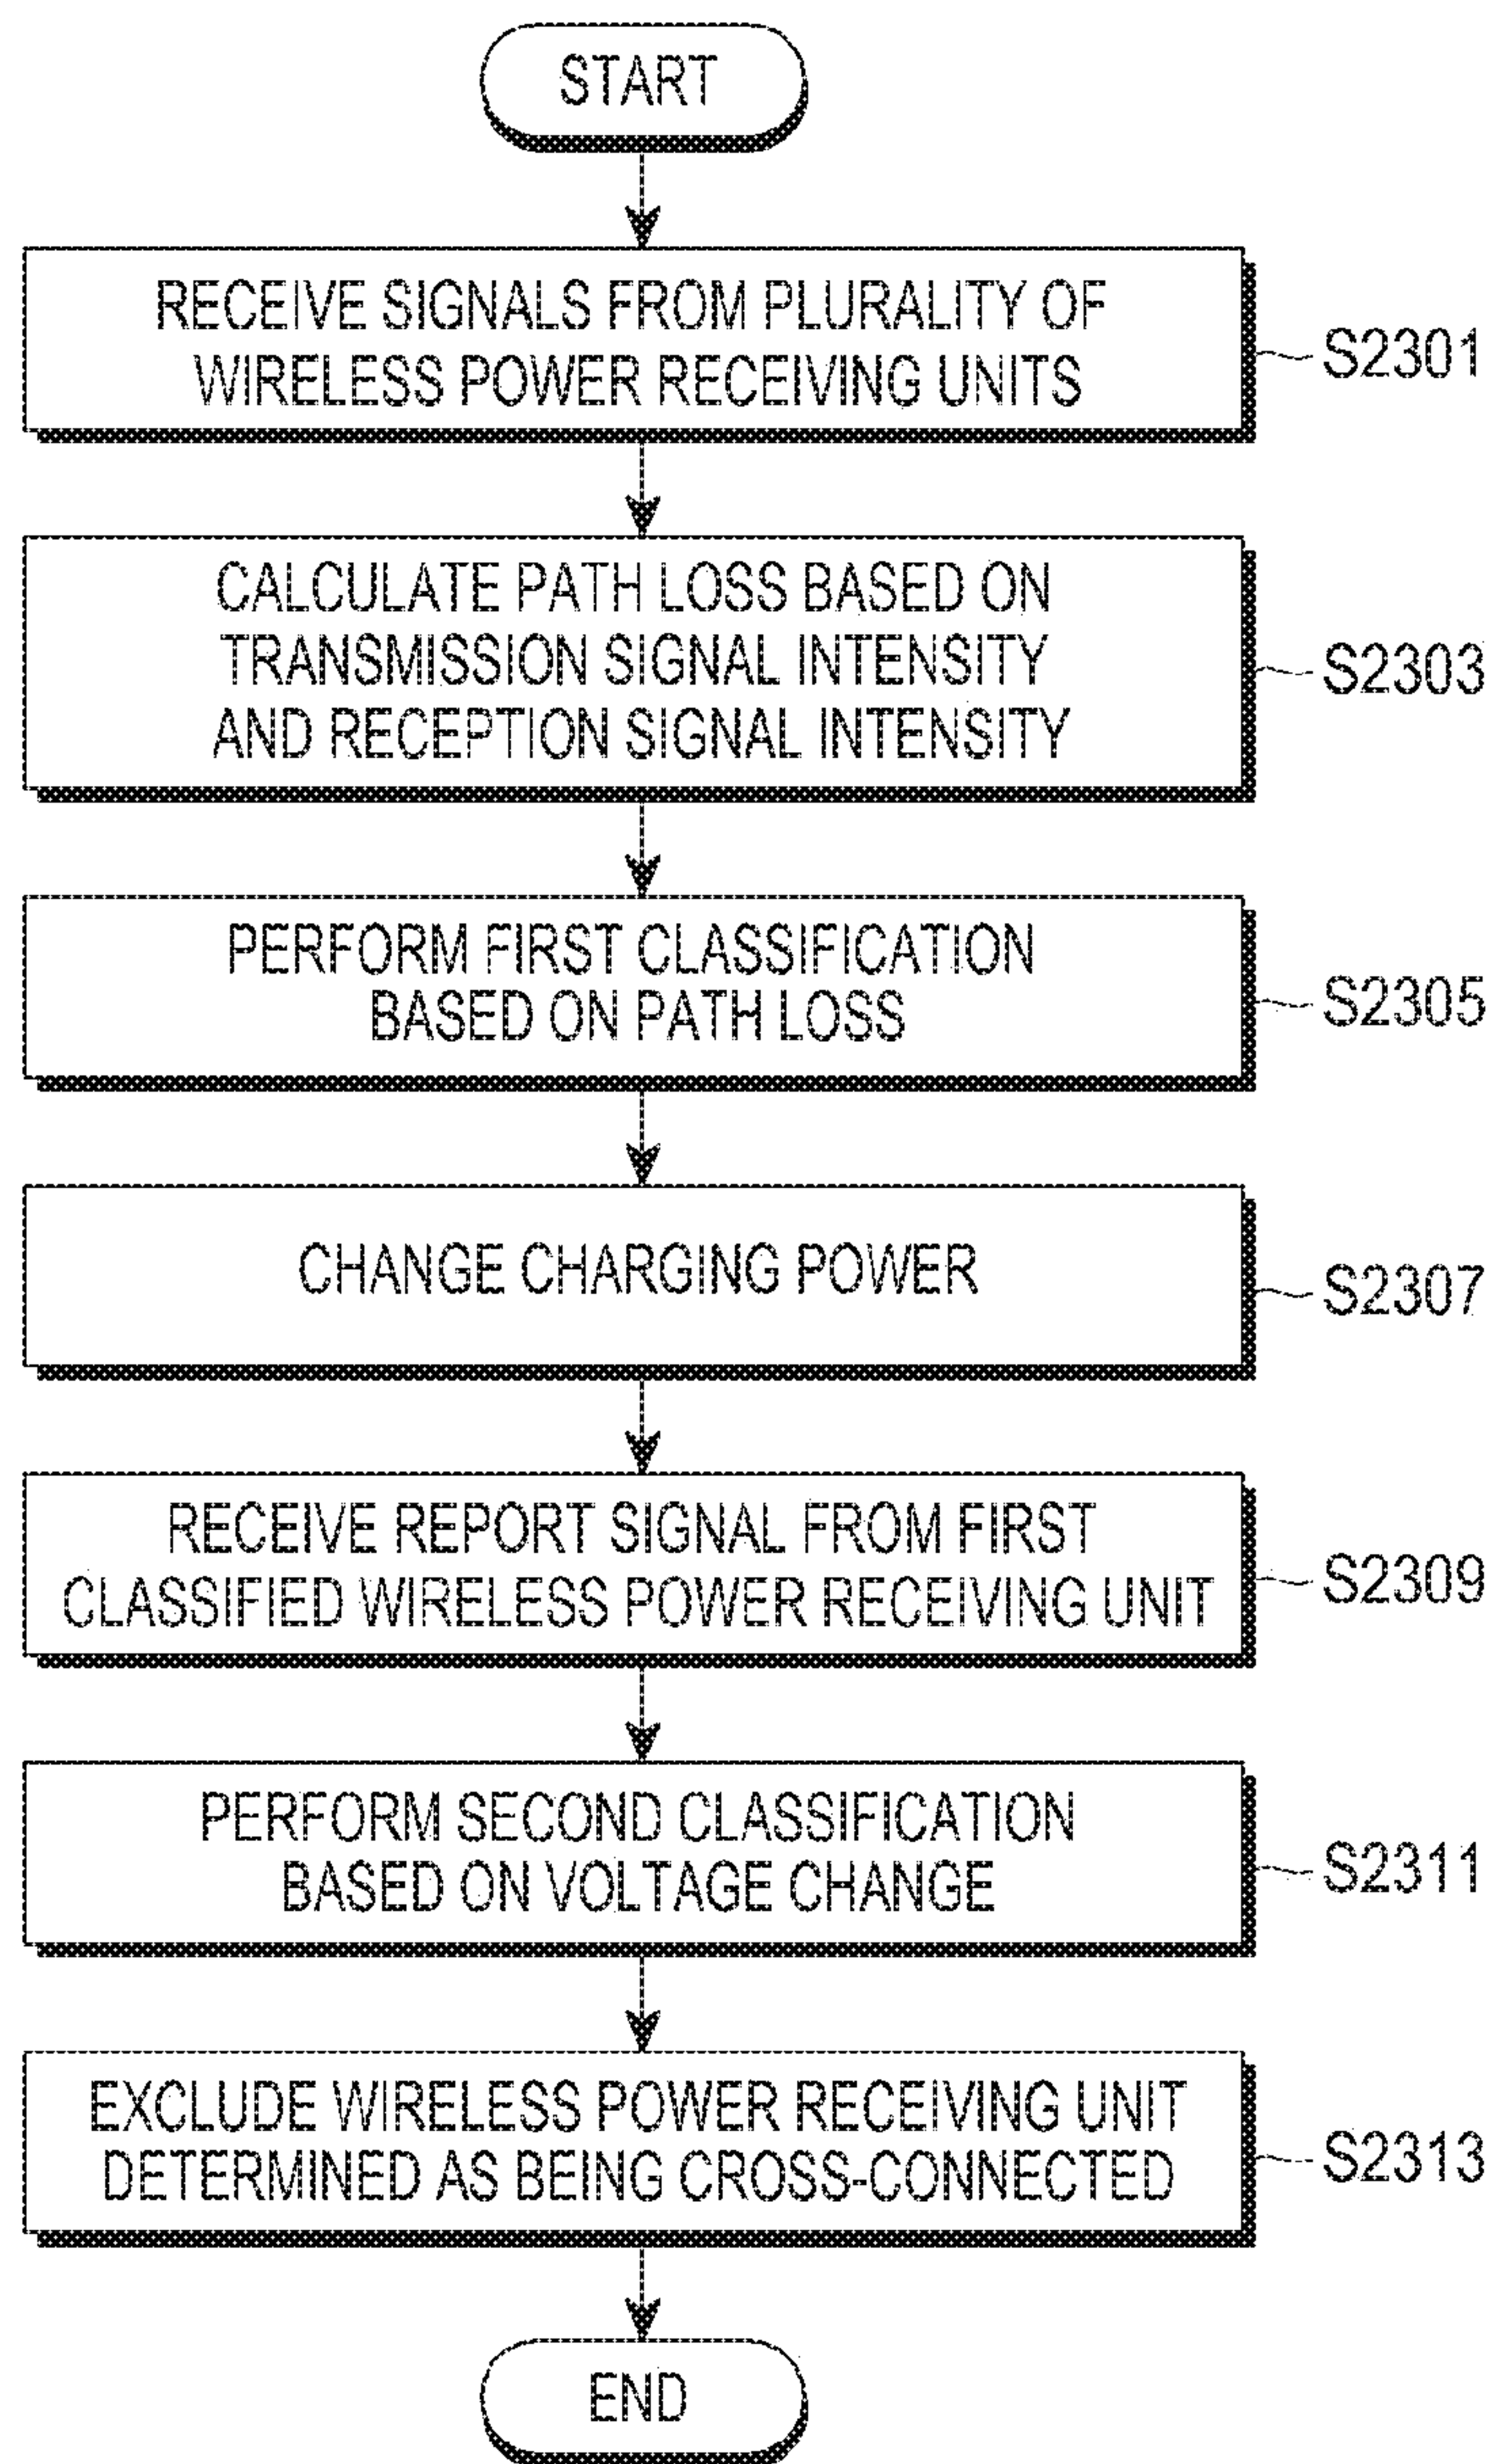 START
RECEIVE SIGNALS FROM PLURALITY OF
WIRELESS POWER RECEIVING UNITS
S2301
CALCULATE PATH LOSS BASED ON
TRANSMISSION SIGNAL INTENSITY
AND RECEPTION SIGNAL INTENSITY
S2303
PERFORM FIRST CLASSIFICATION
BASED ON PATH LOSS
S2305
CHANGE CHARGING POWER
S2307
RECEIVE REPORT SIGNAL FROM FIRST
CLASSIFIED WIRELESS POWER RECEIVING UNIT
S2309
PERFORM SECOND CLASSIFICATION
BASED ON VOLTAGE CHANGE
S2311
EXCLUDE WIRELESS POWER RECEIVING UNIT
DETERMINED AS BEING CROSS-CONNECTED
S2313
END